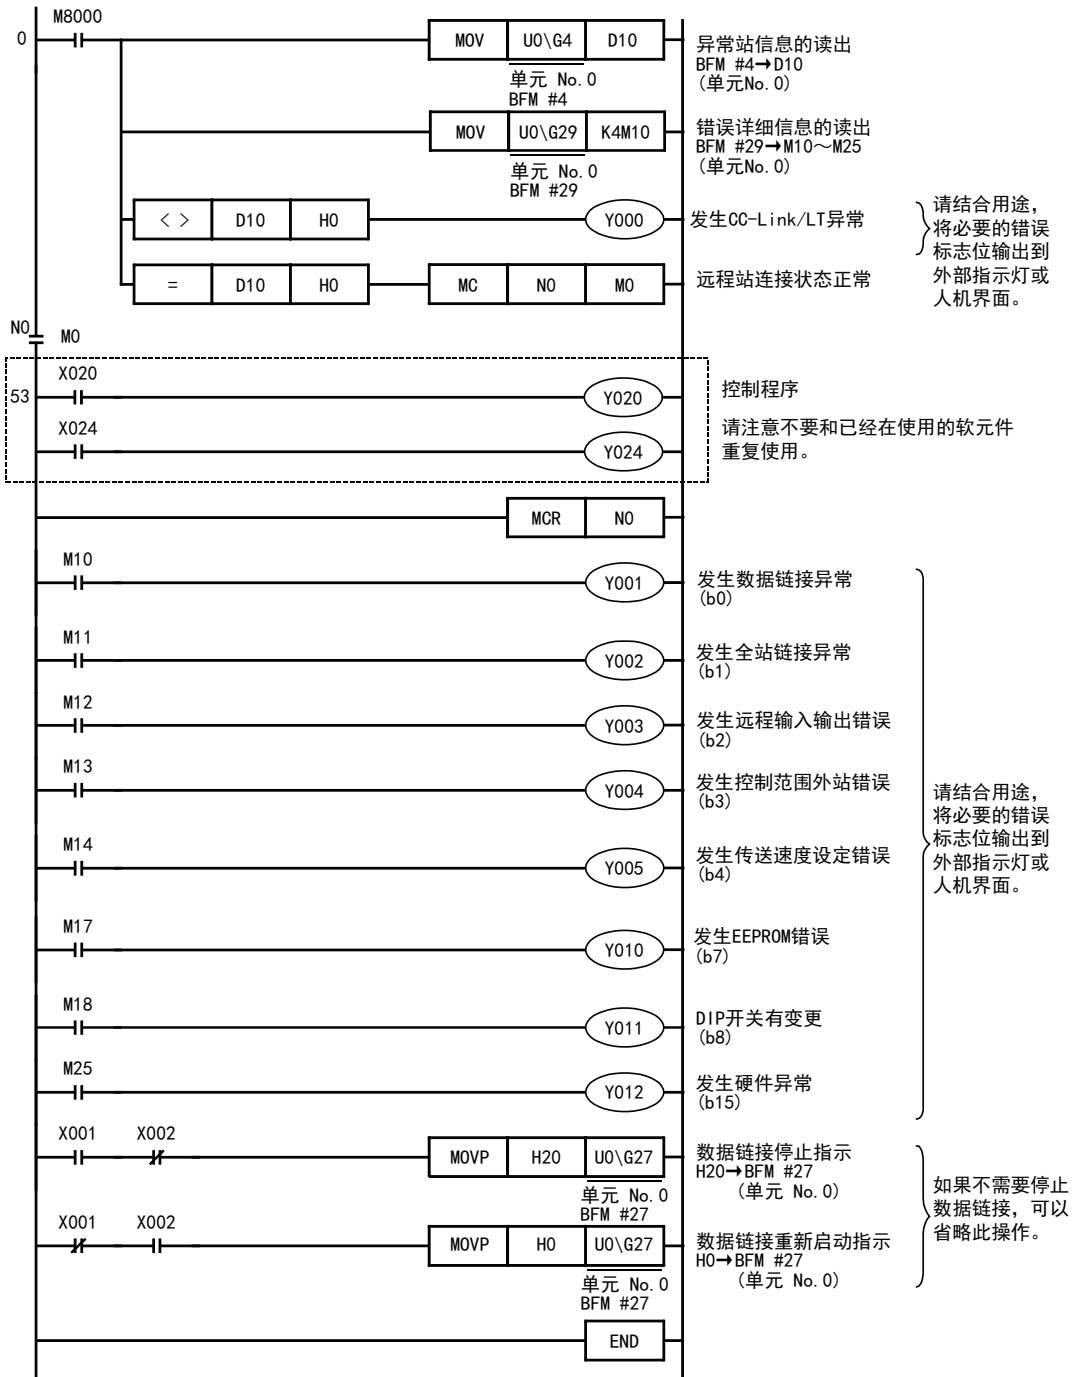 M8000
0
MOV U0\G4 D10
异常站信息的读出
BFM #4→D10
(单元No.0)
单元 No.0
BFM #4
MOV U0\G29 K4M10
错误详细信息的读出
BFM #29→M10～M25
(单元No.0)
单元 No.0
BFM #29
< > D10 H0 Y000
发生CC-Link/LT异常
= D10 H0 MC N0 M0
远程站连接状态正常
请结合用途，
将必要的错误
标志位输出到
外部指示灯或
人机界面。
N0 M0
X020
53 Y020
控制程序
X024
Y024
请注意不要和已经在使用的软元件
重复使用。
MCR N0
M10
Y001
发生数据链接异常
(b0)
M11
Y002
发生全站链接异常
(b1)
M12
Y003
发生远程输入输出错误
(b2)
M13
Y004
发生控制范围外站错误
(b3)
M14
Y005
发生传送速度设定错误
(b4)
M17
Y010
发生EEPROM错误
(b7)
M18
Y011
DIP开关有变更
(b8)
M25
Y012
发生硬件异常
(b15)
请结合用途，
将必要的错误
标志位输出到
外部指示灯或
人机界面。
X001 X002
MOVP H20 U0\G27
数据链接停止指示
H20→BFM #27
(单元 No.0)
单元 No.0
BFM #27
X001 X002
MOVP H0 U0\G27
数据链接重新启动指示
H0→BFM #27
(单元 No.0)
单元 No.0
BFM #27
如果不需要停止
数据链接，可以
省略此操作。
END